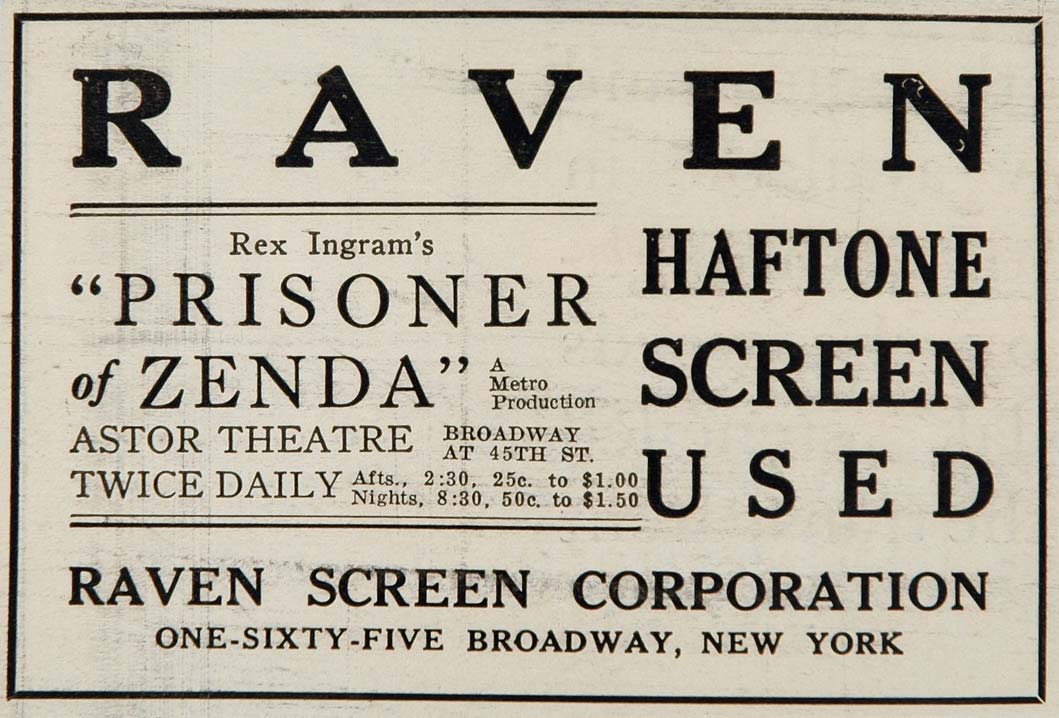 RAVEN
Rex Ingram's
"PRISONER
of ZENDA"
A
Metro
Production
ASTOR THEATRE
BROADWAY
AT 45TH ST.
TWICE DAILY
Afts., 2:30, 25c. to $1.00
Nights, 8:30, 50c. to $1.50
HAFTONE
SCREEN
USED
RAVEN SCREEN CORPORATION
ONE-SIXTY-FIVE BROADWAY, NEW YORK